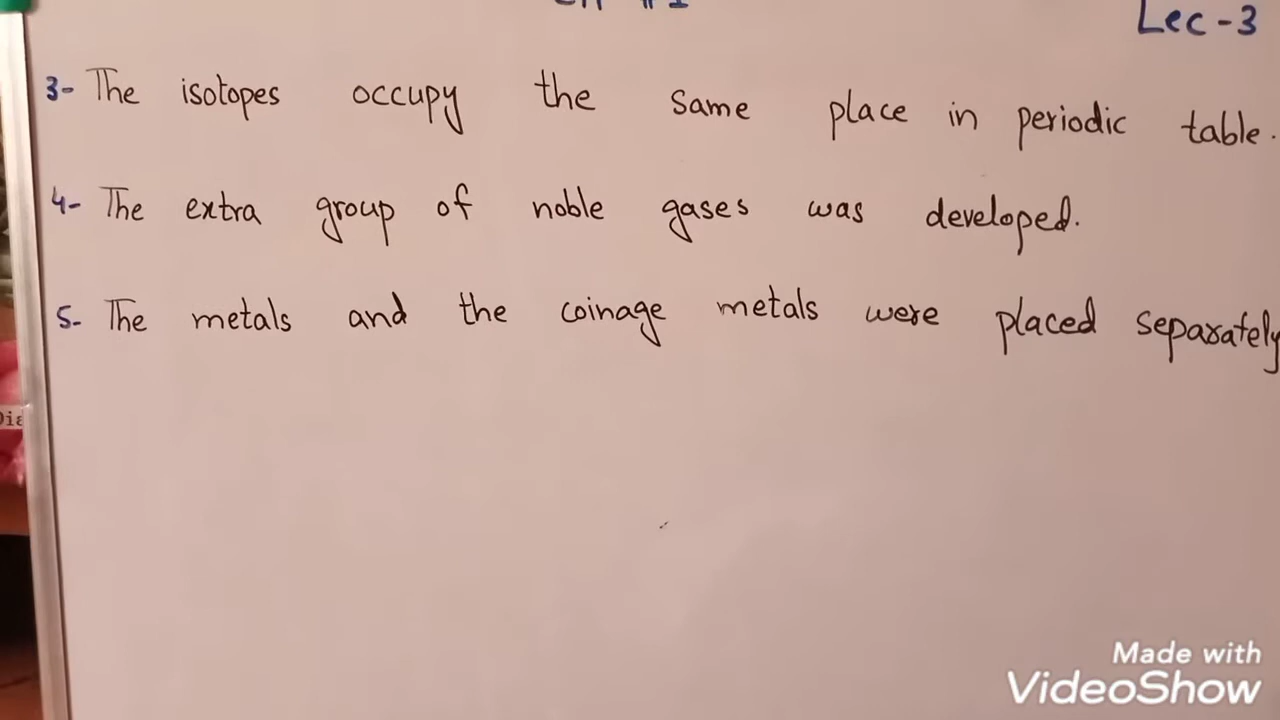 Lec-3
3- The isotopes occupy the same place in periodic table.
4- The extra group of noble gases was developed.
5- The metals and the coinage metals were placed separately
Made with
VideoShow